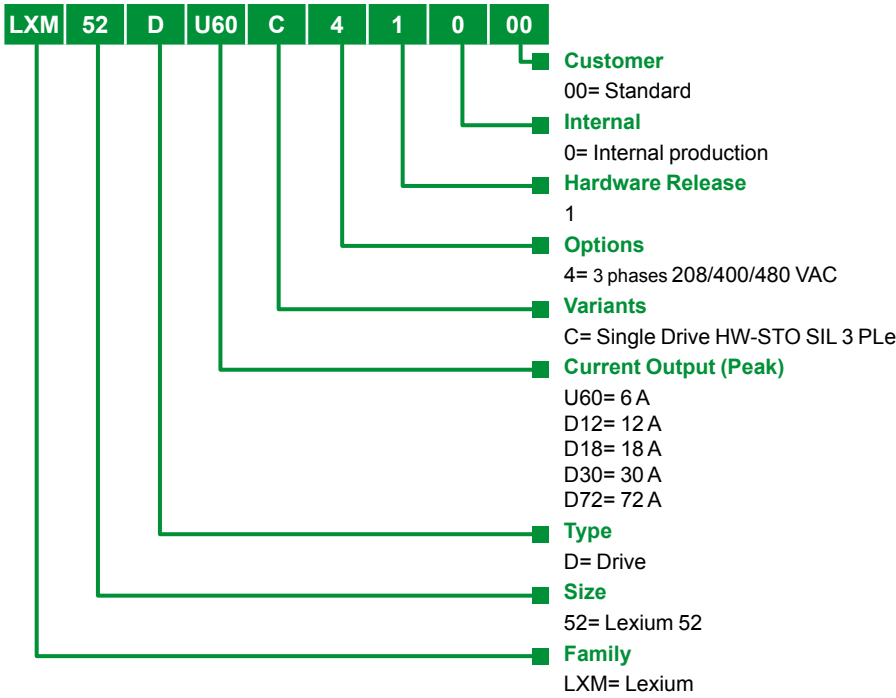 LXM 52 D U60 C 4 1 0 00
Customer
00= Standard
Internal
0= Internal production
Hardware Release
1
Options
4= 3 phases 208/400/480 VAC
Variants
C= Single Drive HW-STO SIL 3 PLe
Current Output (Peak)
U60= 6 A
D12= 12 A
D18= 18 A
D30= 30 A
D72= 72 A
Type
D= Drive
Size
52= Lexium 52
Family
LXM= Lexium